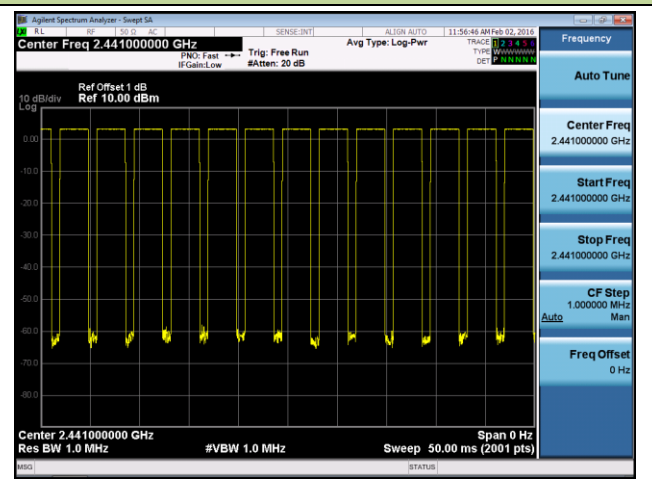 Agilent Spectrum Analyzer - Swept SA
RL RF 50 Ω AC SENSE:INT ALIGN AUTO 11:56:46 AM Feb 02, 2016
Center Freq 2.441000000 GHz
PNO: Fast
IFGain:Low
Trig: Free Run
#Atten: 20 dB
Avg Type: Log-Pwr
TRACE 1 2 3 4 5 6
TYPE WWWWWW
DET P NNNNN
Ref Offset 1 dB
10 dB/div Ref 10.00 dBm
Log
0.00
-10.0
-20.0
-30.0
-40.0
-50.0
-60.0
-70.0
-80.0
Center 2.441000000 GHz Span 0 Hz
Res BW 1.0 MHz #VBW 1.0 MHz Sweep 50.00 ms (2001 pts)
MSG STATUS
Frequency
Auto Tune
Center Freq
2.441000000 GHz
Start Freq
2.441000000 GHz
Stop Freq
2.441000000 GHz
CF Step
1.000000 MHz
Auto Man
Freq Offset
0 Hz